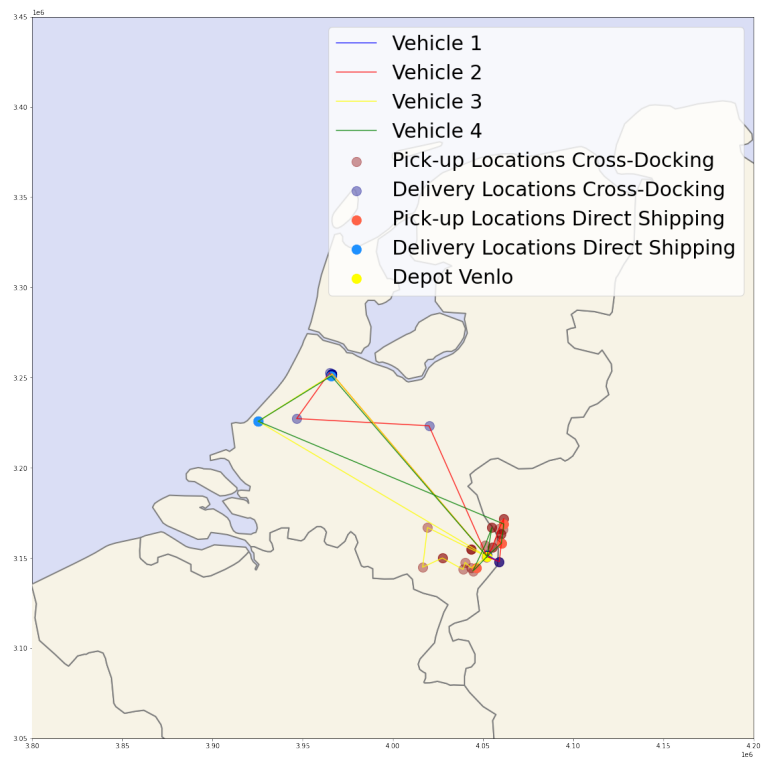 1e6
3.45
Vehicle 1
Vehicle 2
Vehicle 3
3.40
Vehicle 4
Pick-up Locations Cross-Docking
3.35
Delivery Locations Cross-Docking
Pick-up Locations Direct Shipping
Delivery Locations Direct Shipping
Depot Venlo
3.30
3.25
3.20
3.15
3.10
3.05
3.80 3.85 3.90 3.95 4.00 4.05 4.10 4.15 4.20
1e6